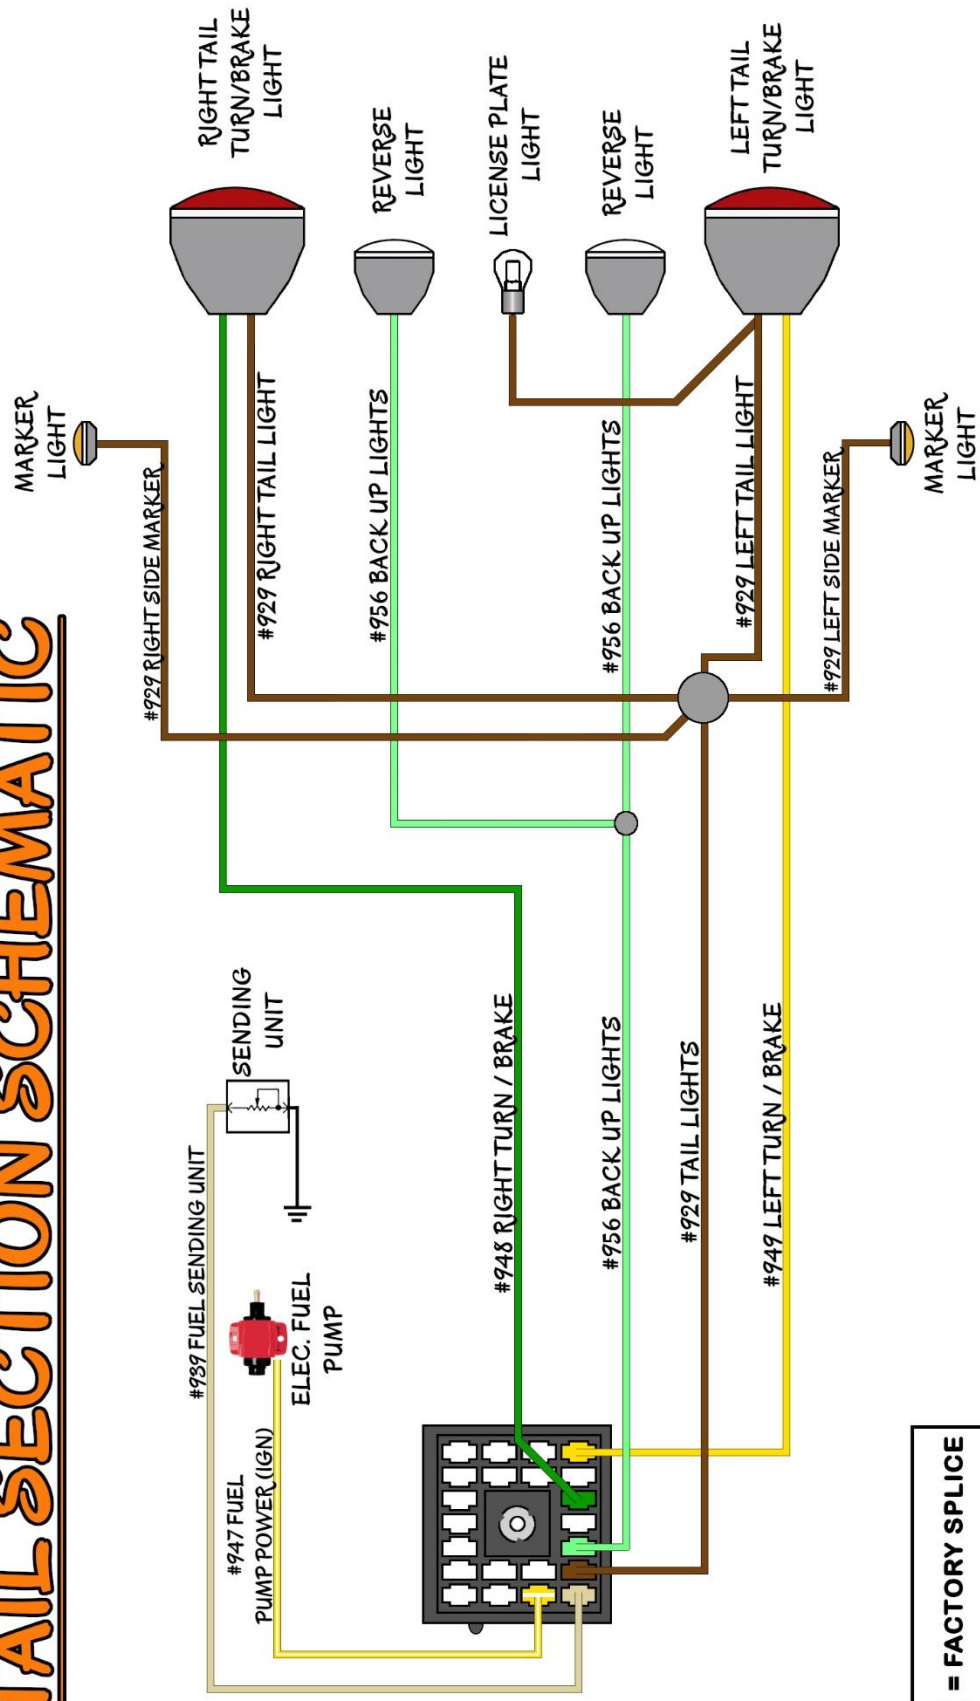 TAIL SECTION SCHEMATIC
MARKER
LIGHT
#929 RIGHT SIDE MARKER
RIGHT TAIL
TURN/BRAKE
LIGHT
#939 FUEL SENDING UNIT
SENDING
UNIT
#929 RIGHT TAIL LIGHT
#947 FUEL
PUMP POWER (IGN)
ELEC. FUEL
PUMP
REVERSE
LIGHT
#956 BACK UP LIGHTS
LICENSE PLATE
LIGHT
#948 RIGHT TURN / BRAKE
REVERSE
LIGHT
#956 BACK UP LIGHTS
#956 BACK UP LIGHTS
#929 TAIL LIGHTS
LEFT TAIL
TURN/BRAKE
LIGHT
#929 LEFT TAIL LIGHT
#949 LEFT TURN / BRAKE
#929 LEFT SIDE MARKER
MARKER
LIGHT
= FACTORY SPLICE